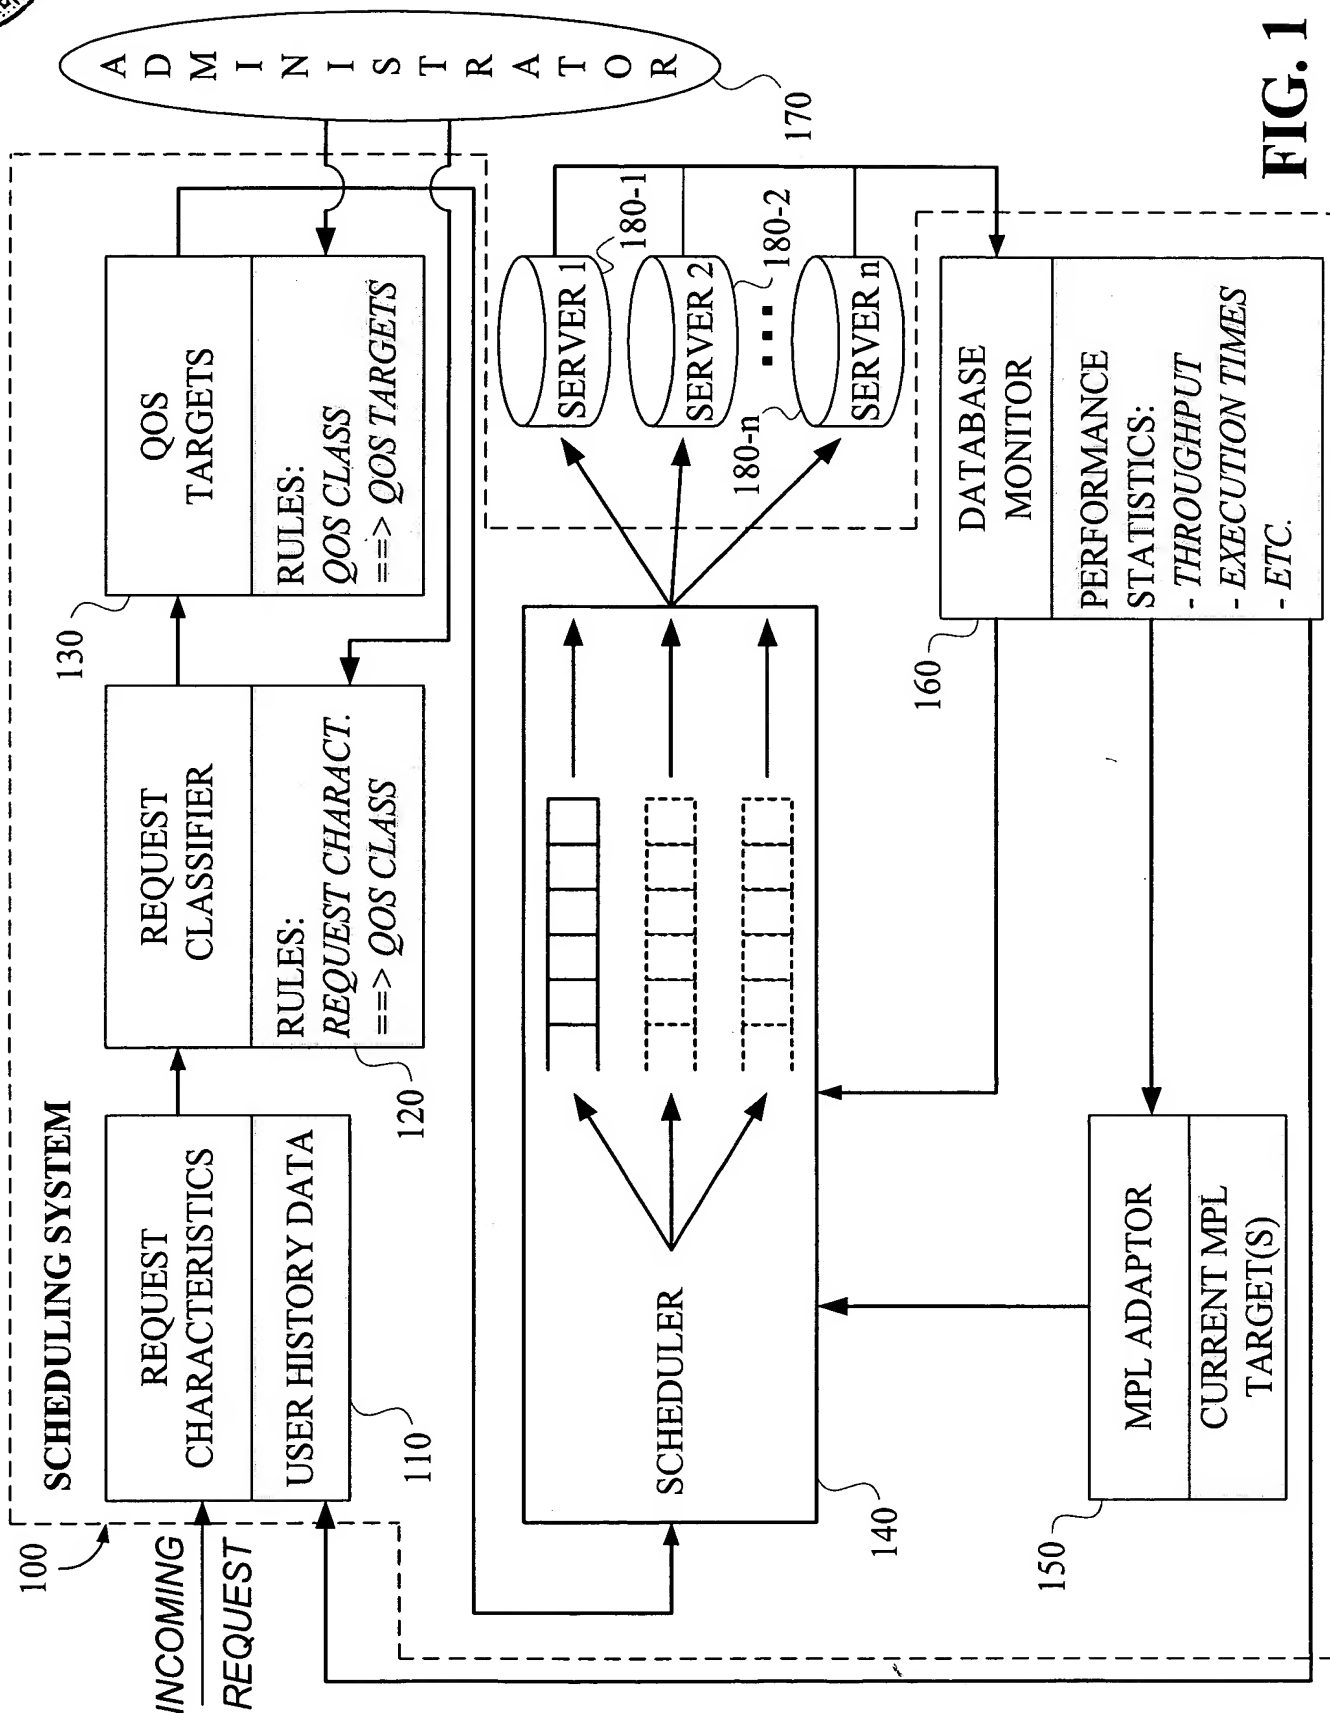 SCHEDULING SYSTEM
100
INCOMING
REQUEST
REQUEST
CHARACTERISTICS
USER HISTORY DATA
110
REQUEST
CLASSIFIER
RULES:
REQUEST CHARACT.
==> QOS CLASS
120
QOS
TARGETS
RULES:
QOS CLASS
==> QOS TARGETS
130
ADMINISTRATOR
170
SCHEDULER
140
SERVER 1
180-1
SERVER 2
180-2
SERVER n
180-n
MPL ADAPTOR
CURRENT MPL
TARGET(S)
150
DATABASE
MONITOR
PERFORMANCE
STATISTICS:
- THROUGHPUT
- EXECUTION TIMES
- ETC.
160
FIG. 1